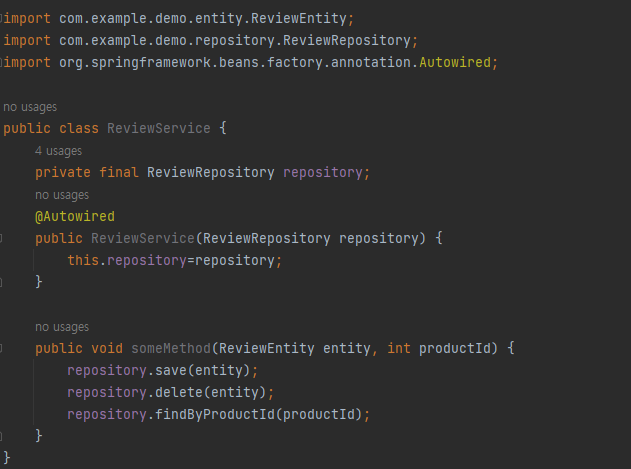 import com.example.demo.entity.ReviewEntity;
import com.example.demo.repository.ReviewRepository;
import org.springframework.beans.factory.annotation.Autowired;
no usages
public class ReviewService {
4 usages
private final ReviewRepository repository;
no usages
@Autowired
public ReviewService(ReviewRepository repository) {
this.repository=repository;
}
no usages
public void someMethod(ReviewEntity entity, int productId) {
repository.save(entity);
repository.delete(entity);
repository.findByProductId(productId);
}
}